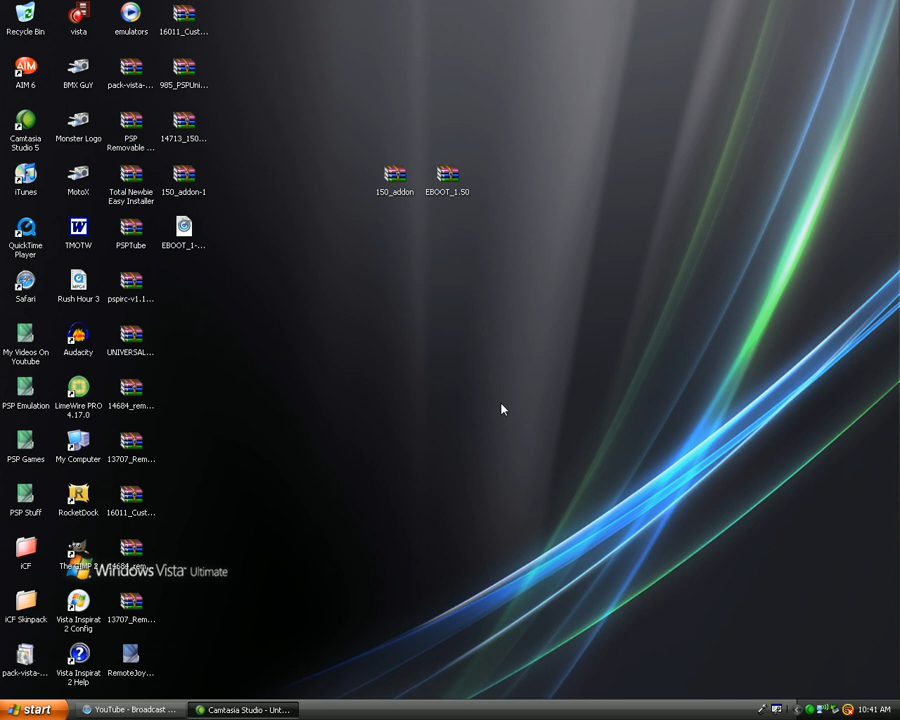 Recycle Bin
vista
emulators
16011_Cust...
AIM 6
BMX GuY
pack-vista-...
985_PSPUni...
Camtasia
Studio 5
Monster Logo
PSP
Removable ...
14713_150...
iTunes
MotoX
Total Newbie
Easy Installer
150_addon-1
150_addon
EBOOT_1.50
QuickTime
Player
TMOTW
PSPTube
EBOOT_1-...
Safari
Rush Hour 3
pspirc-v1.1...
My Videos On
Youtube
Audacity
UNIVERSAL...
PSP Emulation
LimeWire PRO
4.17.0
14684_rem...
PSP Games
My Computer
13707_Rem...
PSP Stuff
RocketDock
16011_Cust...
iCF
The GIMP 2
14684_rem...
Windows Vista™ Ultimate
iCF Skinpack
Vista Inspirat
2 Config
13707_Rem...
pack-vista-...
Vista Inspirat
2 Help
RemoteJoy...
start
YouTube - Broadcast ...
Camtasia Studio - Unt...
10:41 AM